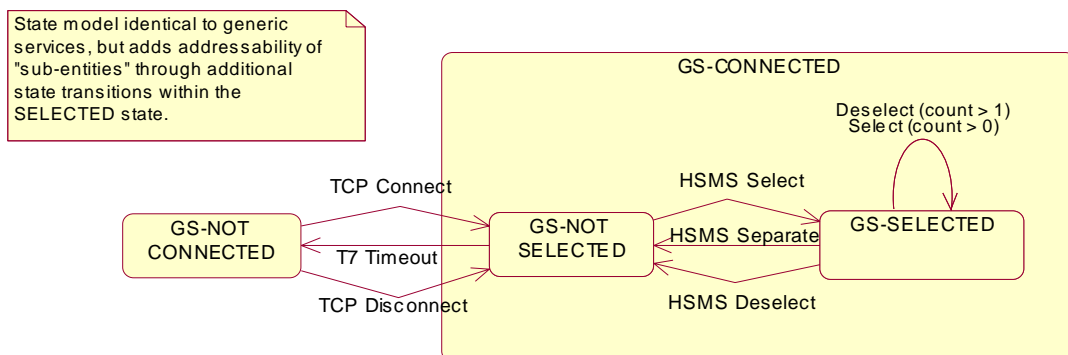 State model identical to generic
services, but adds addressability of
"sub-entities" through additional
state transitions within the
SELECTED state.
GS-CONNECTED
Deselect (count > 1)
Select (count > 0)
TCP Connect
HSMS Select
GS-NOT
CONNECTED
GS-NOT
SELECTED
GS-SELECTED
HSMS Separate
T7 Timeout
TCP Disconnect
HSMS Deselect